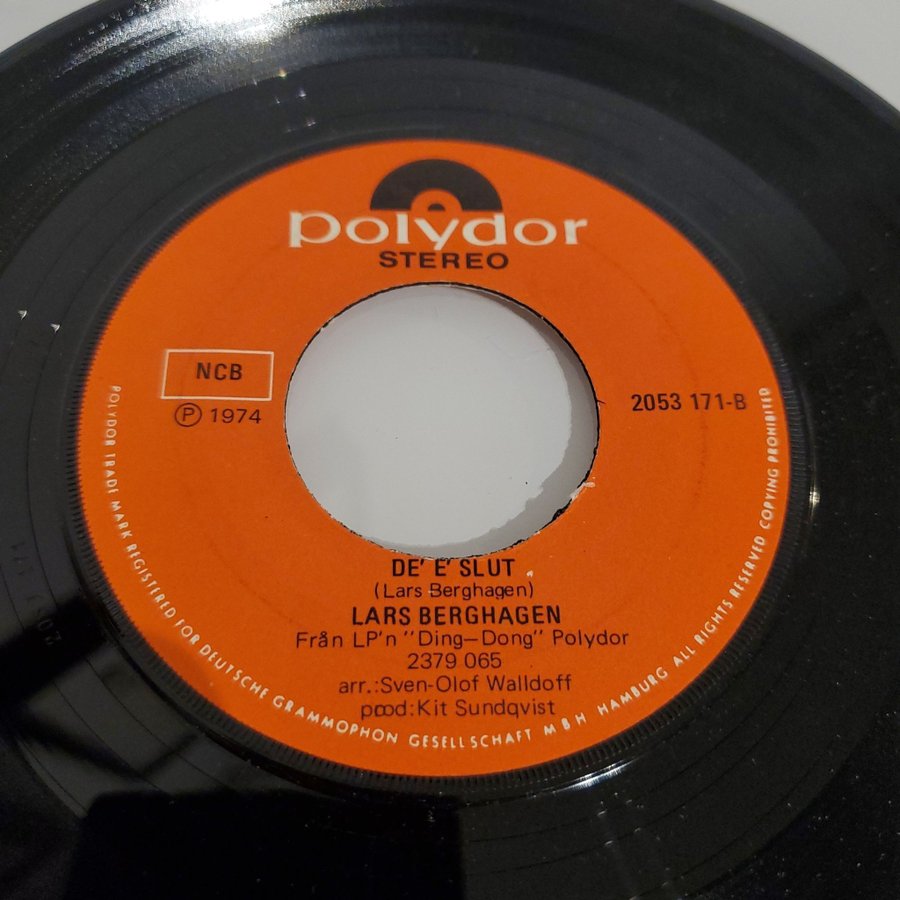 polydor
STEREO
NCB
Ⓟ 1974
2053 171-B
DE' E' SLUT
(Lars Berghagen)
LARS BERGHAGEN
Från LP'n "Ding-Dong" Polydor
2379 065
arr.:Sven-Olof Walldoff
prod:Kit Sundqvist
POLYDOR TRADE MARK REGISTERED FOR DEUTSCHE GRAMMOPHON GESELLSCHAFT MBH HAMBURG ALL RIGHTS RESERVED COPYING PROHIBITED